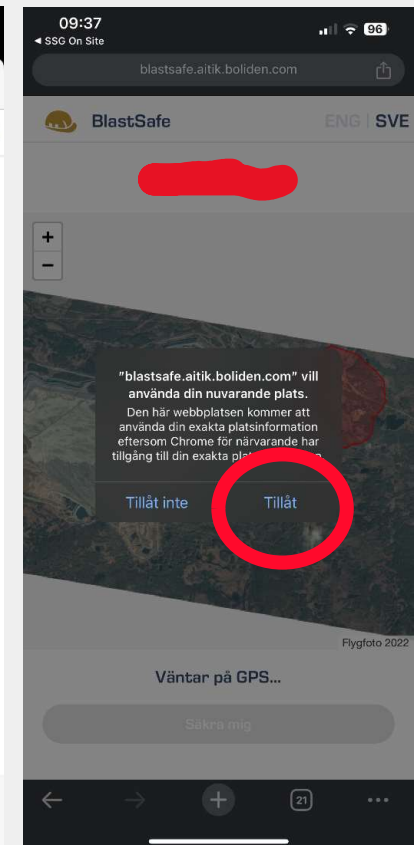 09:37
96
◄ SSG On Site
blastsafe.aitik.boliden.com
BlastSafe
ENG | SVE
+
−
"blastsafe.aitik.boliden.com" vill
använda din nuvarande plats.
Den här webbplatsen kommer att
använda din exakta platsinformation
eftersom Chrome för närvarande har
tillgång till din exakta
Tillåt inte
Tillåt
Flygfoto 2022
Väntar på GPS...
Säkra mig
21